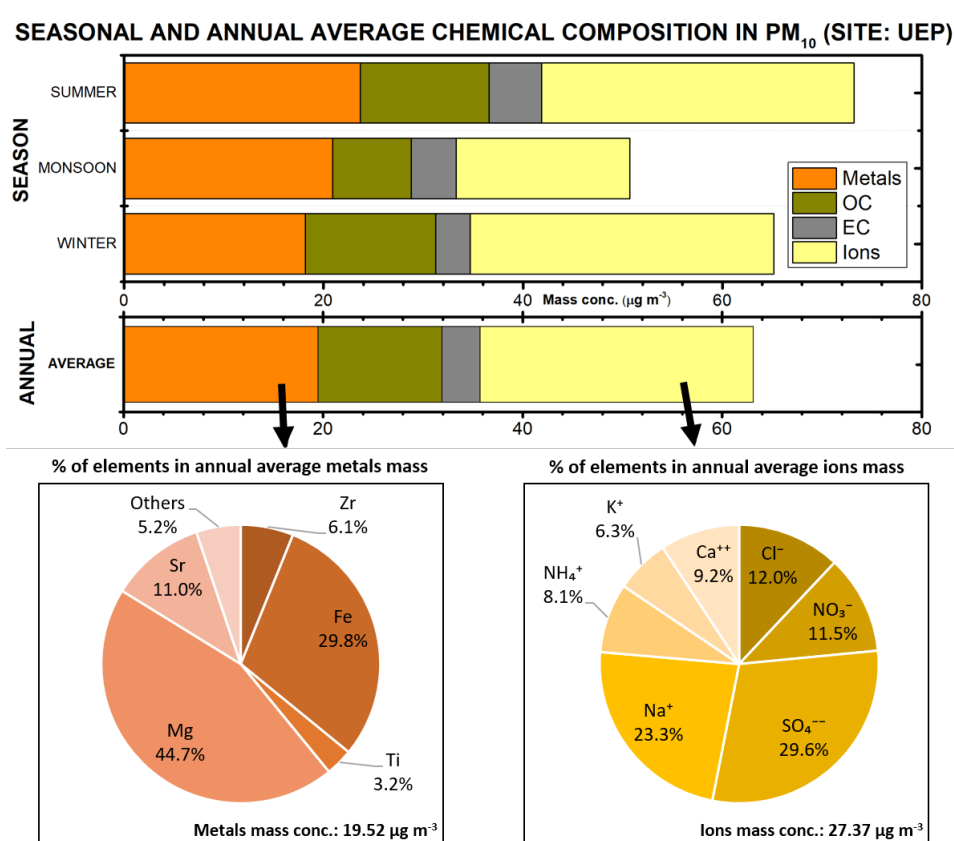 SEASONAL AND ANNUAL AVERAGE CHEMICAL COMPOSITION IN PM₁₀ (SITE: UEP)
SEASON
SUMMER
MONSOON
WINTER
Metals
OC
EC
Ions
0 20 40 Mass conc. (µg m⁻³) 60 80
ANNUAL
AVERAGE
0 20 40 60 80
% of elements in annual average metals mass
Others
5.2%
Zr
6.1%
Sr
11.0%
Fe
29.8%
Mg
44.7%
Ti
3.2%
Metals mass conc.: 19.52 µg m⁻³
% of elements in annual average ions mass
K⁺
6.3%
Ca⁺⁺
9.2%
Cl⁻
12.0%
NH₄⁺
8.1%
NO₃⁻
11.5%
Na⁺
23.3%
SO₄⁻⁻
29.6%
Ions mass conc.: 27.37 µg m⁻³